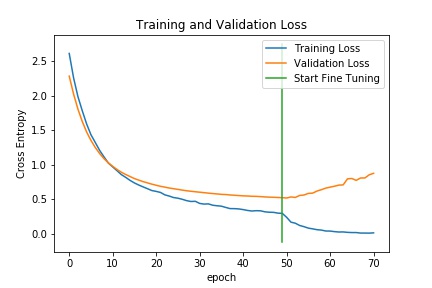 Training and Validation Loss
Training Loss
Validation Loss
Start Fine Tuning
2.5
2.0
1.5
1.0
0.5
0.0
Cross Entropy
0 10 20 30 40 50 60 70
epoch